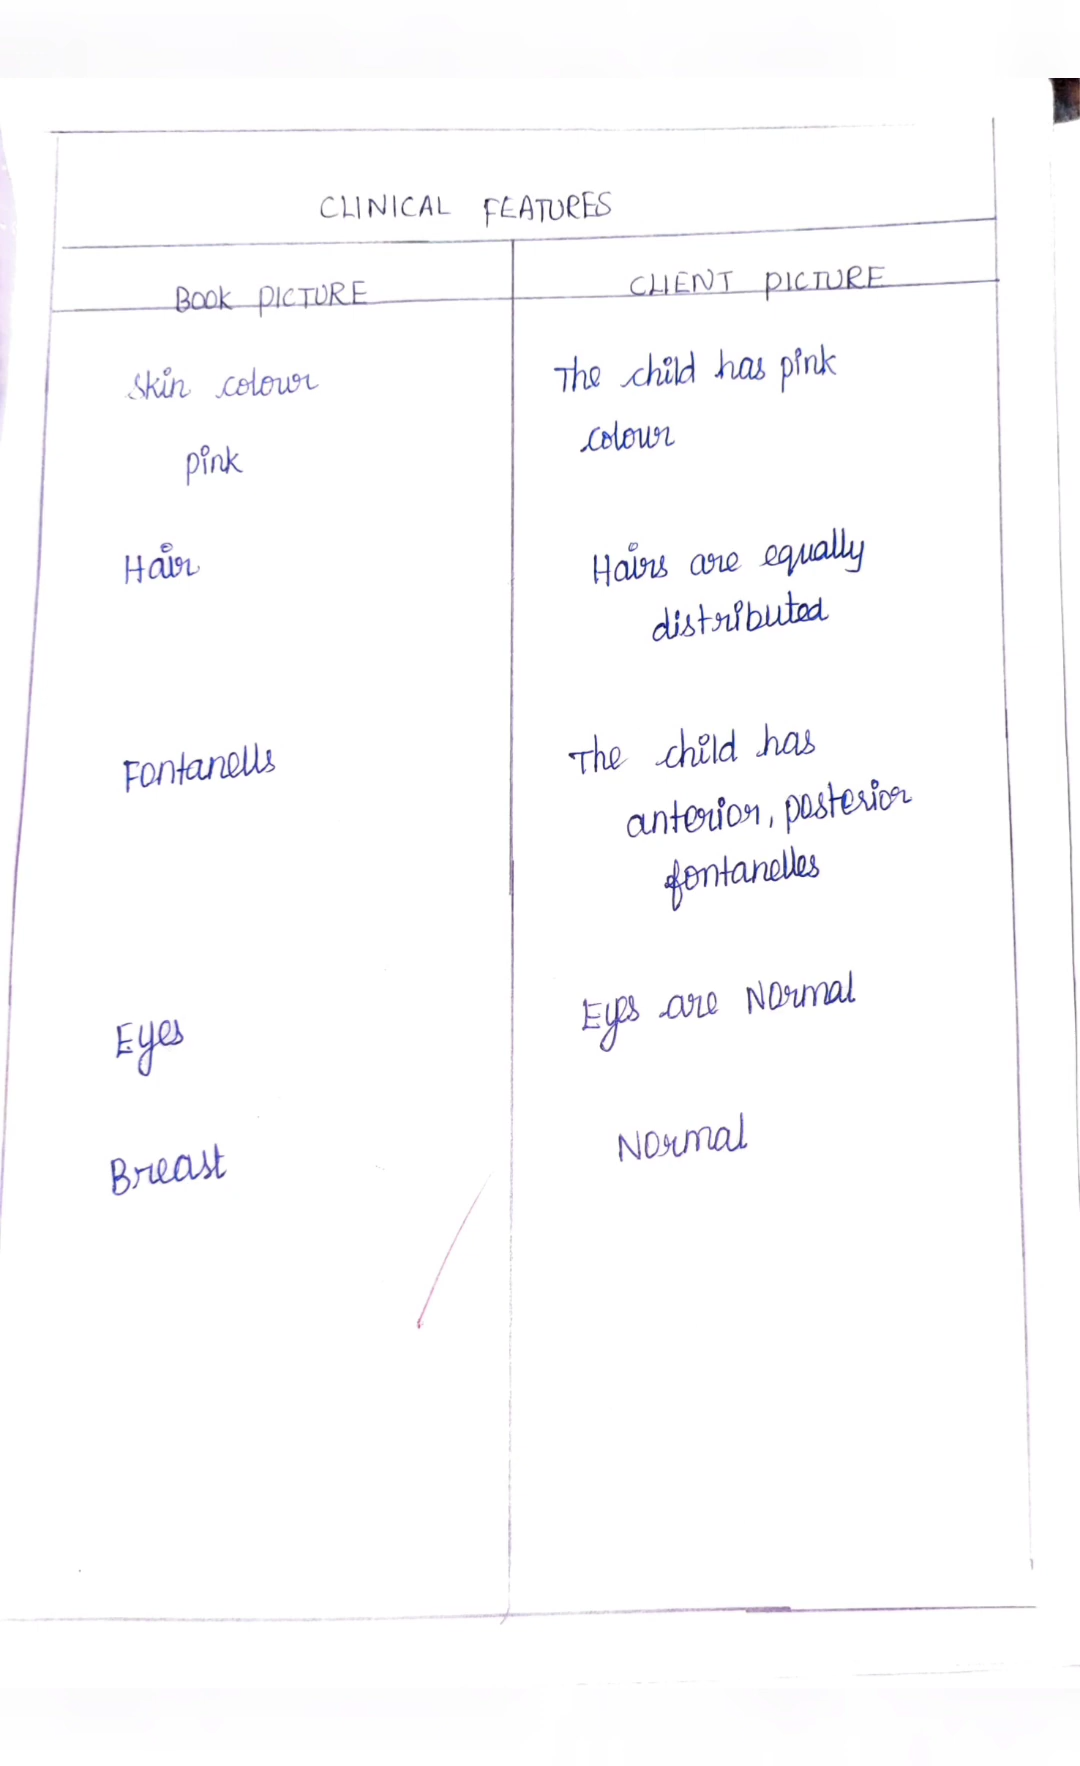 CLINICAL FEATURES
BOOK PICTURE
CLIENT PICTURE
Skin colour
pink
The child has pink
colour
Hair
Hairs are equally
distributed
Fontanells
The child has
anterior, posterior
fontanelles
Eyes
Eyes are Normal
Breast
Normal